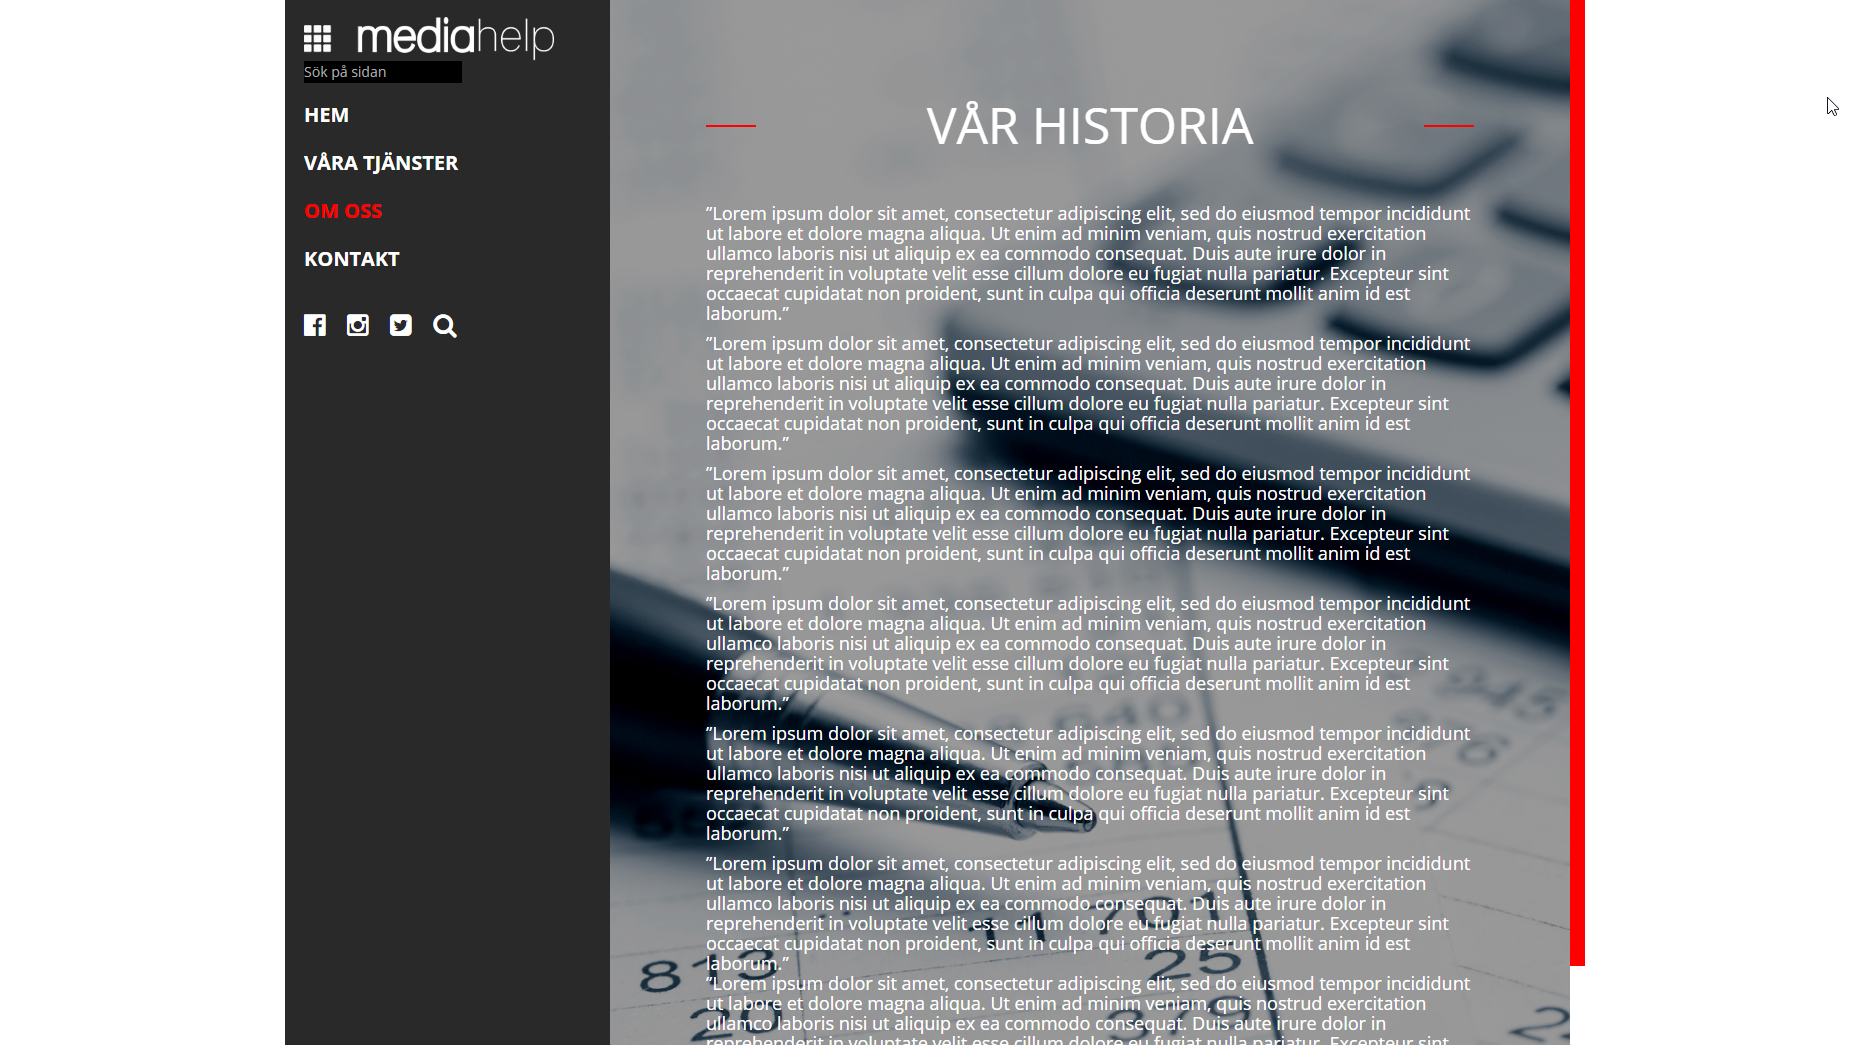 mediahelp
Sök på sidan
HEM
VÅRA TJÄNSTER
OM OSS
KONTAKT
VÅR HISTORIA
”Lorem ipsum dolor sit amet, consectetur adipiscing elit, sed do eiusmod tempor incididunt
ut labore et dolore magna aliqua. Ut enim ad minim veniam, quis nostrud exercitation
ullamco laboris nisi ut aliquip ex ea commodo consequat. Duis aute irure dolor in
reprehenderit in voluptate velit esse cillum dolore eu fugiat nulla pariatur. Excepteur sint
occaecat cupidatat non proident, sunt in culpa qui officia deserunt mollit anim id est
laborum.”
”Lorem ipsum dolor sit amet, consectetur adipiscing elit, sed do eiusmod tempor incididunt
ut labore et dolore magna aliqua. Ut enim ad minim veniam, quis nostrud exercitation
ullamco laboris nisi ut aliquip ex ea commodo consequat. Duis aute irure dolor in
reprehenderit in voluptate velit esse cillum dolore eu fugiat nulla pariatur. Excepteur sint
occaecat cupidatat non proident, sunt in culpa qui officia deserunt mollit anim id est
laborum.”
”Lorem ipsum dolor sit amet, consectetur adipiscing elit, sed do eiusmod tempor incididunt
ut labore et dolore magna aliqua. Ut enim ad minim veniam, quis nostrud exercitation
ullamco laboris nisi ut aliquip ex ea commodo consequat. Duis aute irure dolor in
reprehenderit in voluptate velit esse cillum dolore eu fugiat nulla pariatur. Excepteur sint
occaecat cupidatat non proident, sunt in culpa qui officia deserunt mollit anim id est
laborum.”
”Lorem ipsum dolor sit amet, consectetur adipiscing elit, sed do eiusmod tempor incididunt
ut labore et dolore magna aliqua. Ut enim ad minim veniam, quis nostrud exercitation
ullamco laboris nisi ut aliquip ex ea commodo consequat. Duis aute irure dolor in
reprehenderit in voluptate velit esse cillum dolore eu fugiat nulla pariatur. Excepteur sint
occaecat cupidatat non proident, sunt in culpa qui officia deserunt mollit anim id est
laborum.”
”Lorem ipsum dolor sit amet, consectetur adipiscing elit, sed do eiusmod tempor incididunt
ut labore et dolore magna aliqua. Ut enim ad minim veniam, quis nostrud exercitation
ullamco laboris nisi ut aliquip ex ea commodo consequat. Duis aute irure dolor in
reprehenderit in voluptate velit esse cillum dolore eu fugiat nulla pariatur. Excepteur sint
occaecat cupidatat non proident, sunt in culpa qui officia deserunt mollit anim id est
laborum.”
”Lorem ipsum dolor sit amet, consectetur adipiscing elit, sed do eiusmod tempor incididunt
ut labore et dolore magna aliqua. Ut enim ad minim veniam, quis nostrud exercitation
ullamco laboris nisi ut aliquip ex ea commodo consequat. Duis aute irure dolor in
reprehenderit in voluptate velit esse cillum dolore eu fugiat nulla pariatur. Excepteur sint
occaecat cupidatat non proident, sunt in culpa qui officia deserunt mollit anim id est
laborum.”
”Lorem ipsum dolor sit amet, consectetur adipiscing elit, sed do eiusmod tempor incididunt
ut labore et dolore magna aliqua. Ut enim ad minim veniam, quis nostrud exercitation
ullamco laboris nisi ut aliquip ex ea commodo consequat. Duis aute irure dolor in
reprehenderit in voluptate velit esse cillum dolore eu fugiat nulla pariatur. Excepteur sint